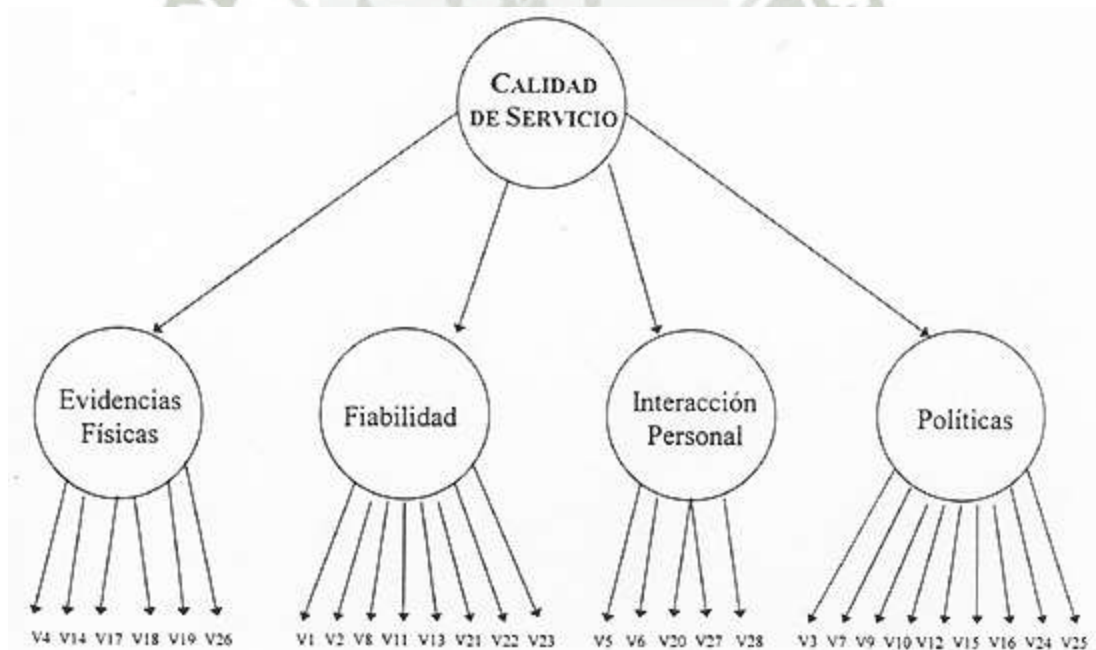 CALIDAD
DE SERVICIO
Evidencias
Físicas
Fiabilidad
Interacción
Personal
Políticas
V4 V14 V17 V18 V19 V26
V1 V2 V8 V11 V13 V21 V22 V23
V5 V6 V20 V27 V28
V3 V7 V9 V10 V12 V15 V16 V24 V25